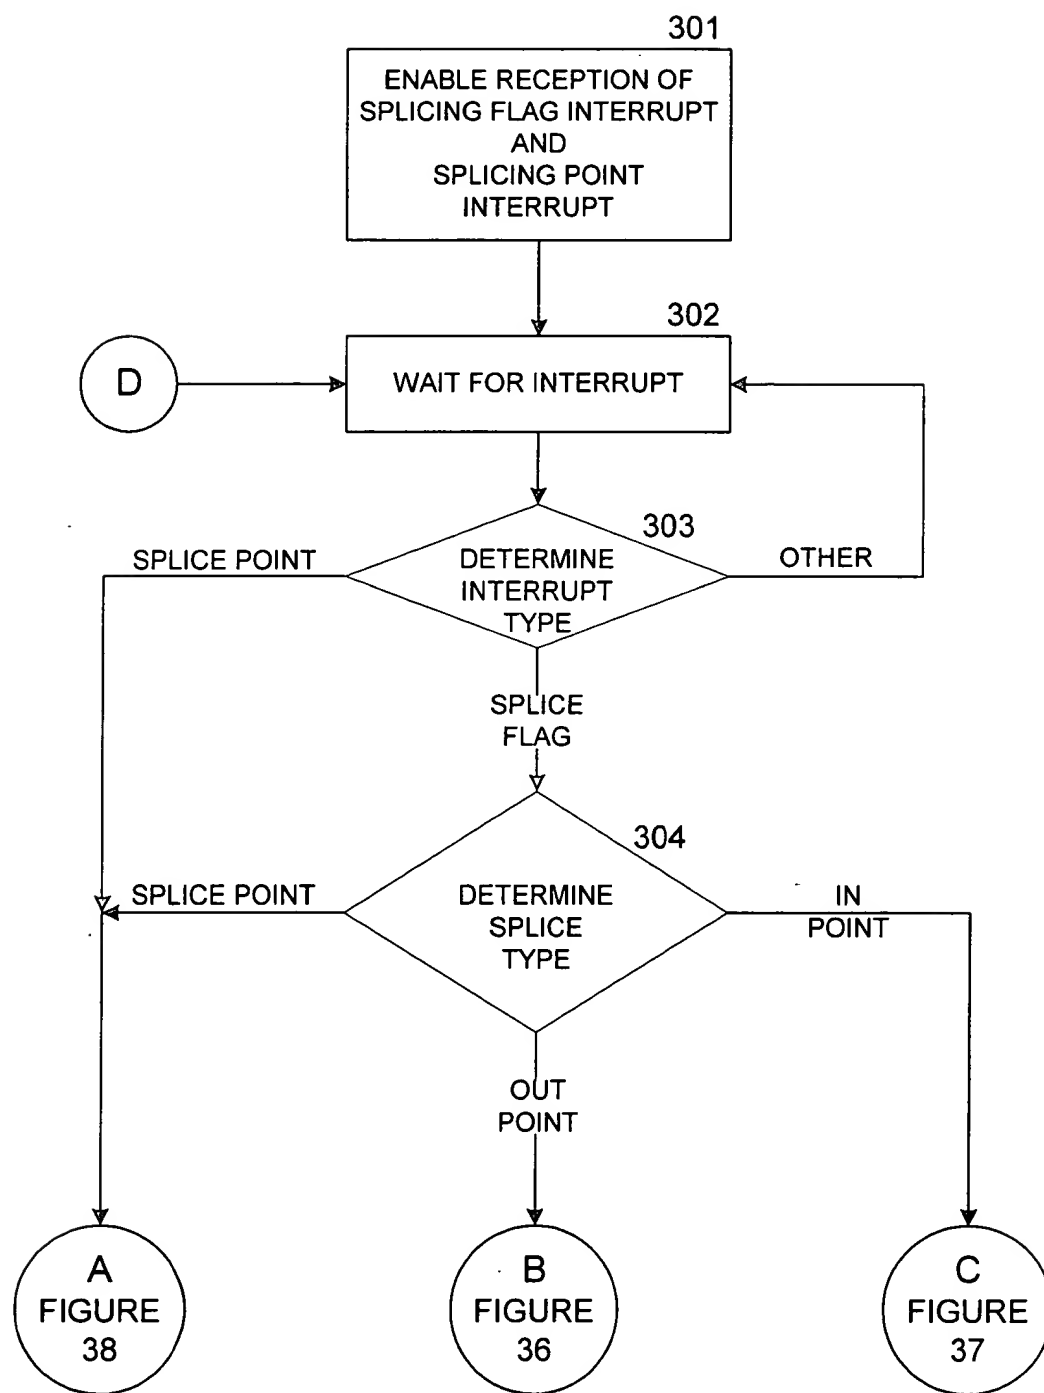 301
ENABLE RECEPTION OF
SPLICING FLAG INTERRUPT
AND
SPLICING POINT
INTERRUPT
302
D
WAIT FOR INTERRUPT
303
SPLICE POINT
DETERMINE
INTERRUPT
TYPE
OTHER
SPLICE
FLAG
304
SPLICE POINT
DETERMINE
SPLICE
TYPE
IN
POINT
OUT
POINT
A
FIGURE
38
B
FIGURE
36
C
FIGURE
37